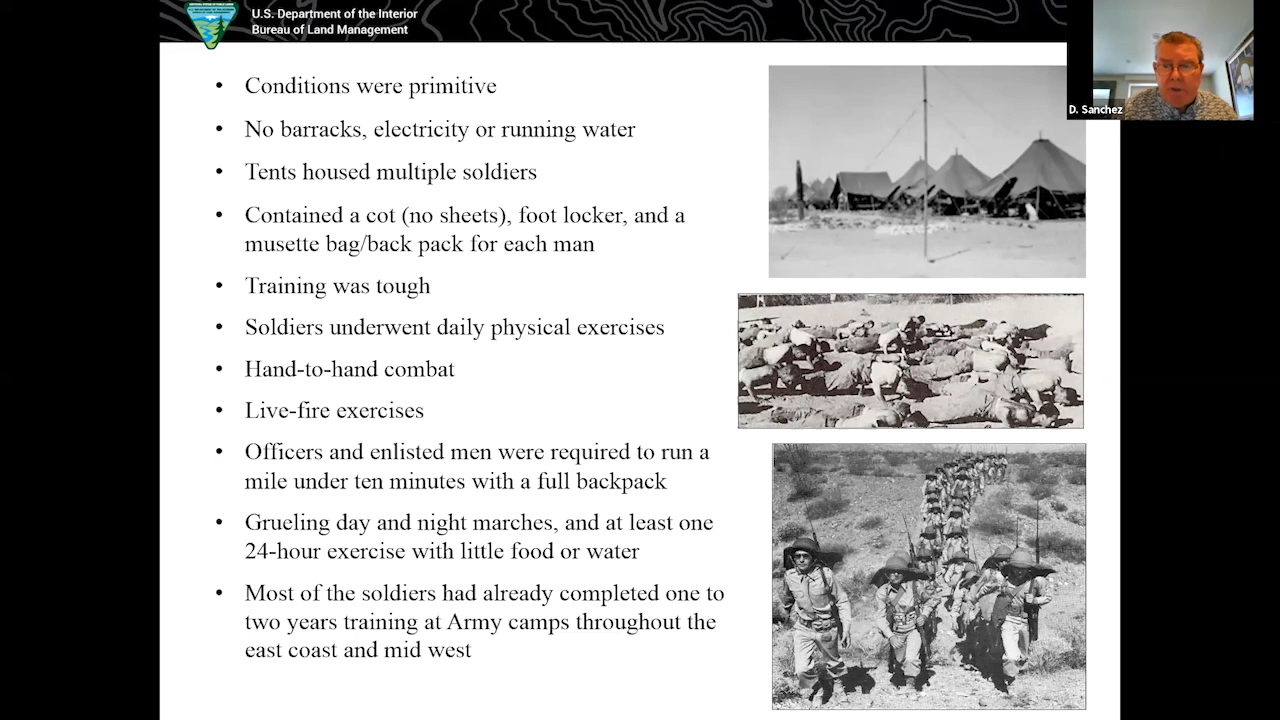 U.S. Department of the Interior
Bureau of Land Management
D. Sanchez
• Conditions were primitive
• No barracks, electricity or running water
• Tents housed multiple soldiers
• Contained a cot (no sheets), foot locker, and a
musette bag/back pack for each man
• Training was tough
• Soldiers underwent daily physical exercises
• Hand-to-hand combat
• Live-fire exercises
• Officers and enlisted men were required to run a
mile under ten minutes with a full backpack
• Grueling day and night marches, and at least one
24-hour exercise with little food or water
• Most of the soldiers had already completed one to
two years training at Army camps throughout the
east coast and mid west